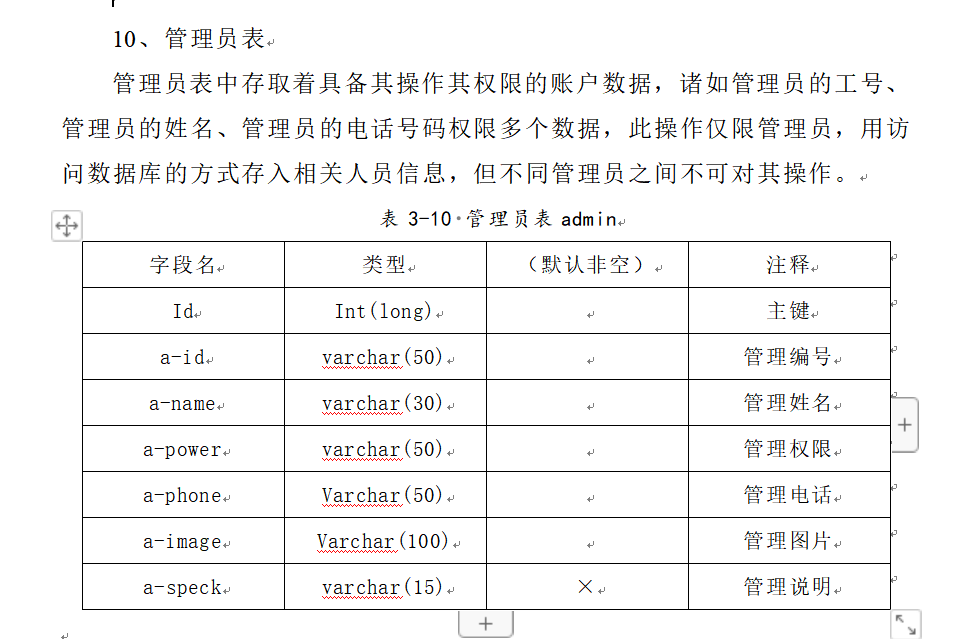 10、管理员表
管理员表中存取着具备其操作其权限的账户数据，诸如管理员的工号、
管理员的姓名、管理员的电话号码权限多个数据，此操作仅限管理员，用访
问数据库的方式存入相关人员信息，但不同管理员之间不可对其操作。
表 3-10 管理员表 admin
字段名 类型 （默认非空） 注释
Id Int(long) 主键
a-id varchar(50) 管理编号
a-name varchar(30) 管理姓名
a-power varchar(50) 管理权限
a-phone Varchar(50) 管理电话
a-image Varchar(100) 管理图片
a-speck varchar(15) × 管理说明